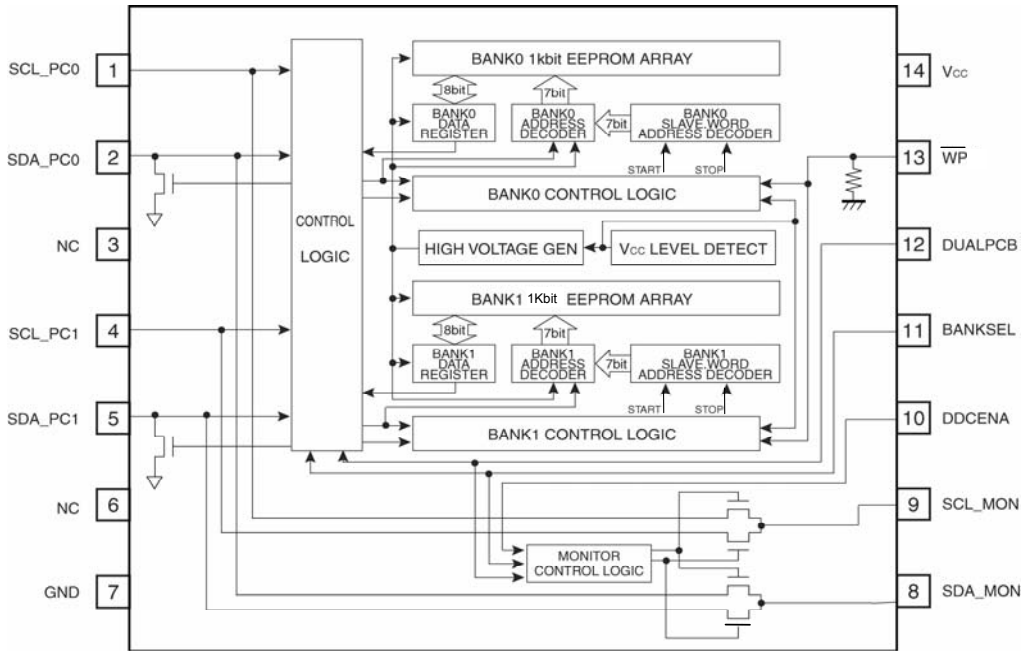 SCL_PC0 1
SDA_PC0 2
NC 3
SCL_PC1 4
SDA_PC1 5
NC 6
GND 7
CONTROL
LOGIC
BANK0 1kbit EEPROM ARRAY
8bit
7bit
BANK0
DATA
REGISTER
BANK0
ADDRESS
DECODER
7bit
BANK0
SLAVE.WORD
ADDRESS DECODER
START
STOP
BANK0 CONTROL LOGIC
HIGH VOLTAGE GEN
VCC LEVEL DETECT
BANK1 1Kbit EEPROM ARRAY
8bit
7bit
BANK1
DATA
REGISTER
BANK1
ADDRESS
DECODER
7bit
BANK1
SLAVE.WORD
ADDRESS DECODER
START
STOP
BANK1 CONTROL LOGIC
MONITOR
CONTROL LOGIC
14 VCC
13 WP
12 DUALPCB
11 BANKSEL
10 DDCENA
9 SCL_MON
8 SDA_MON